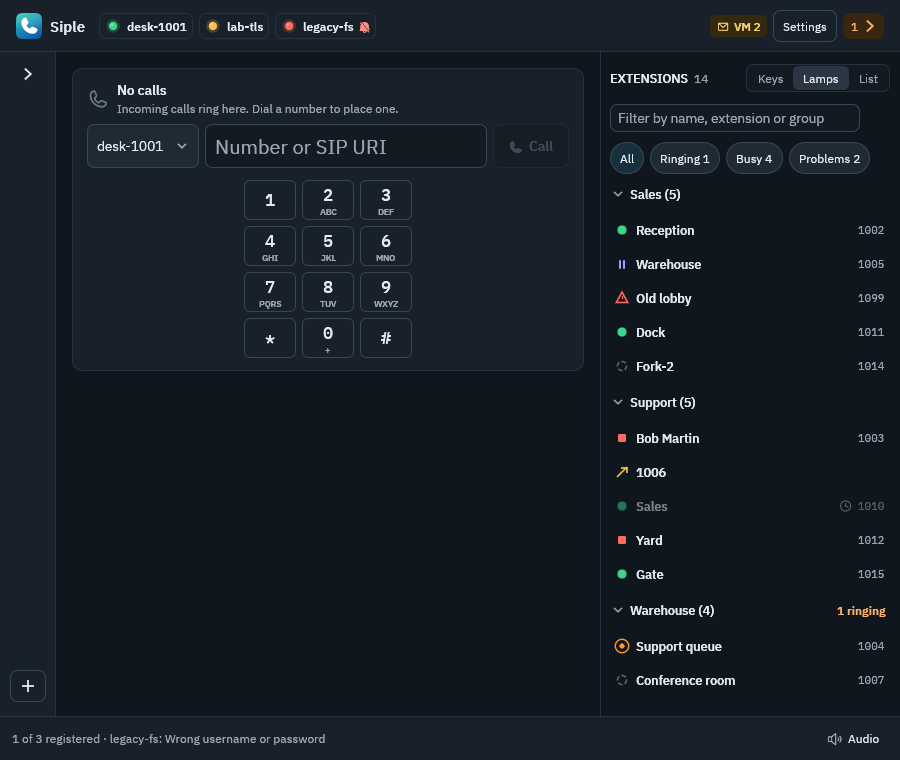 Siple
desk-1001
lab-tls
legacy-fs
VM 2
Settings
1
No calls
Incoming calls ring here. Dial a number to place one.
desk-1001
Number or SIP URI
Call
1
2 ABC
3 DEF
4 GHI
5 JKL
6 MNO
7 PQRS
8 TUV
9 WXYZ
*
0 +
#
EXTENSIONS 14
Keys
Lamps
List
Filter by name, extension or group
All
Ringing 1
Busy 4
Problems 2
Sales (5)
Reception 1002
Warehouse 1005
Old lobby 1099
Dock 1011
Fork-2 1014
Support (5)
Bob Martin 1003
1006
Sales 1010
Yard 1012
Gate 1015
Warehouse (4) 1 ringing
Support queue 1004
Conference room 1007
1 of 3 registered · legacy-fs: Wrong username or password
Audio